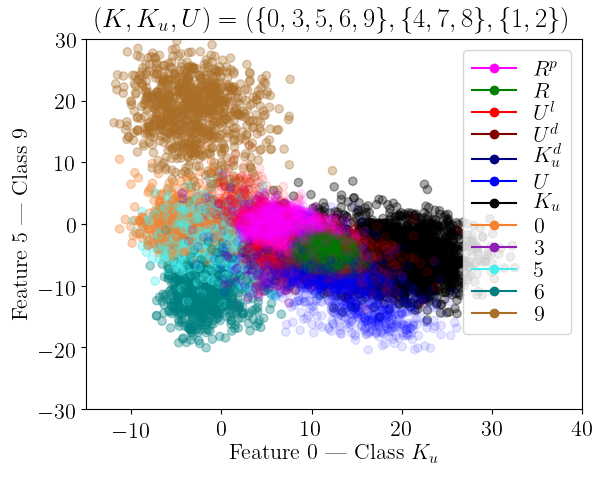 (K, K_u, U) = ({0, 3, 5, 6, 9}, {4, 7, 8}, {1, 2})
30
20
10
0
−10
−20
−30
Feature 5 — Class 9
R^p
R
U^l
U^d
K_u^d
U
K_u
0
3
5
6
9
−10
0
10
20
30
40
Feature 0 — Class K_u